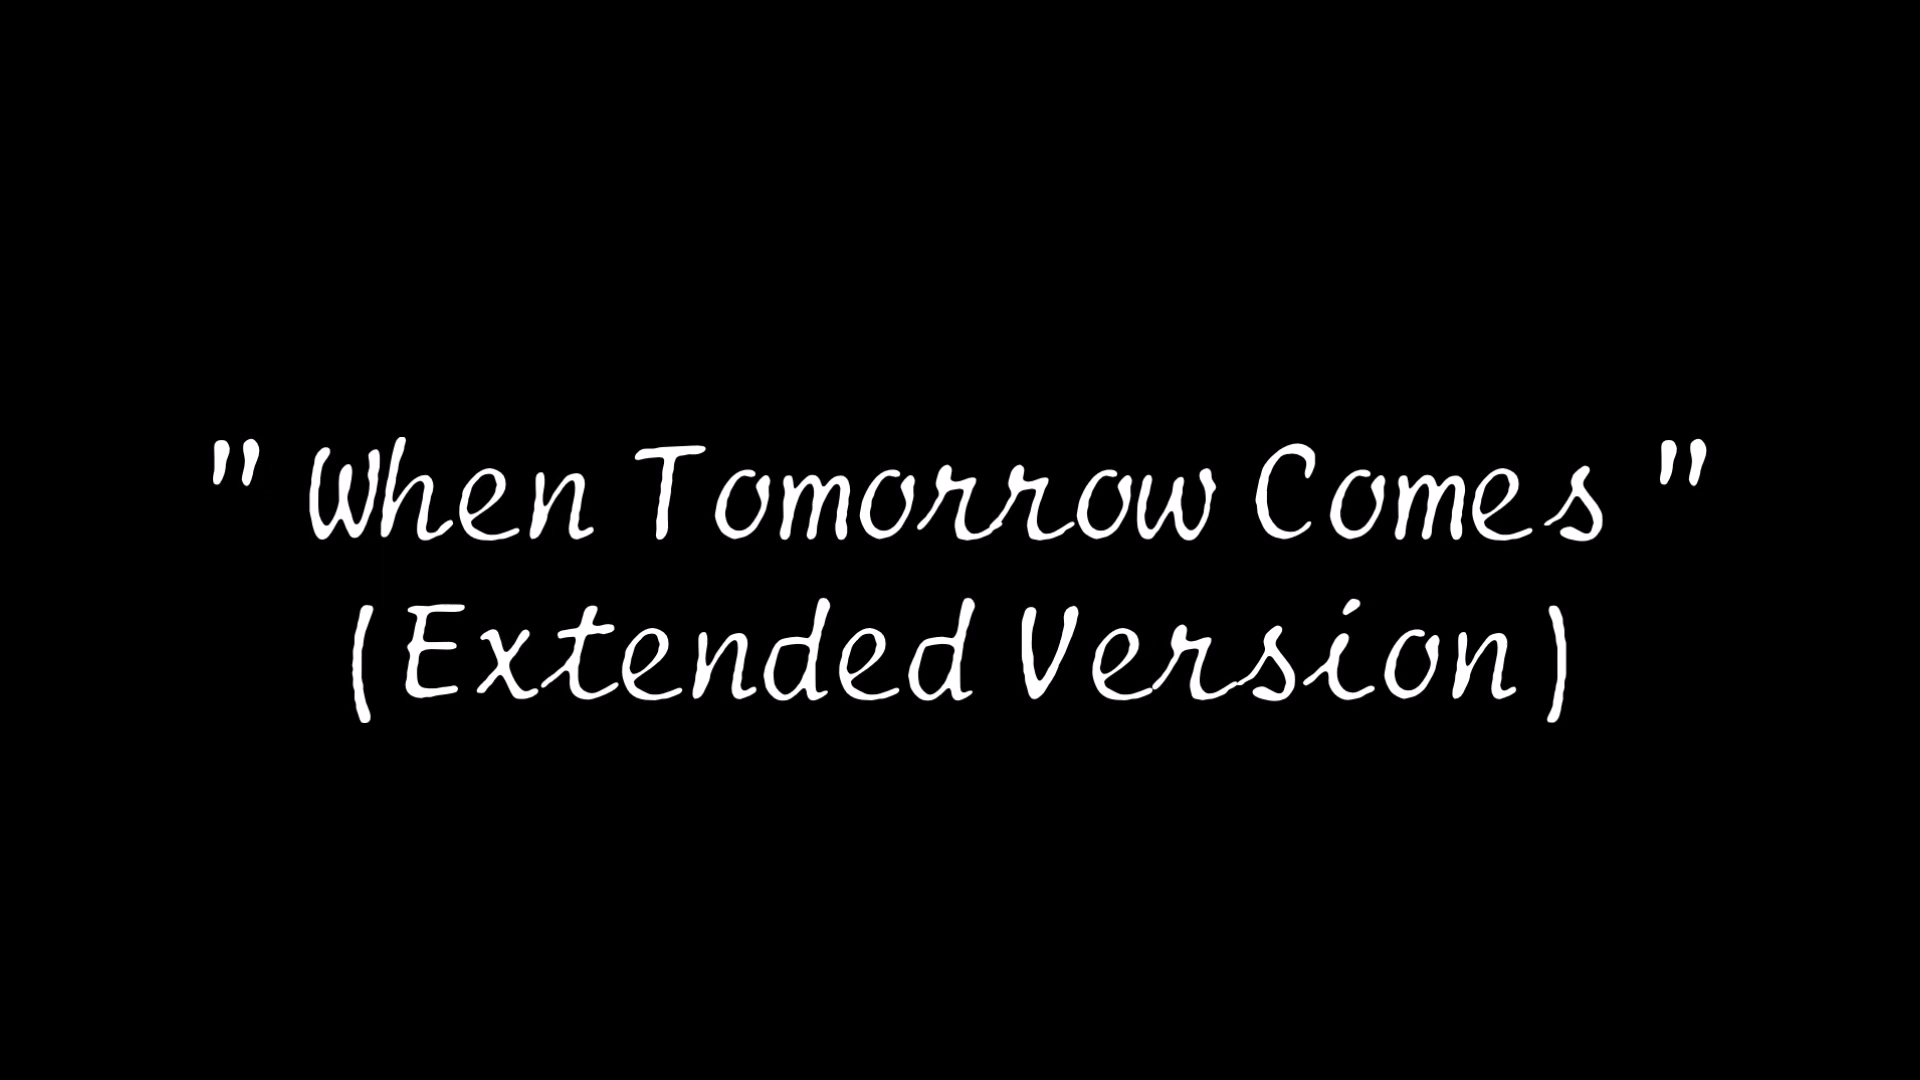 " When Tomorrow Comes "
(Extended Version)